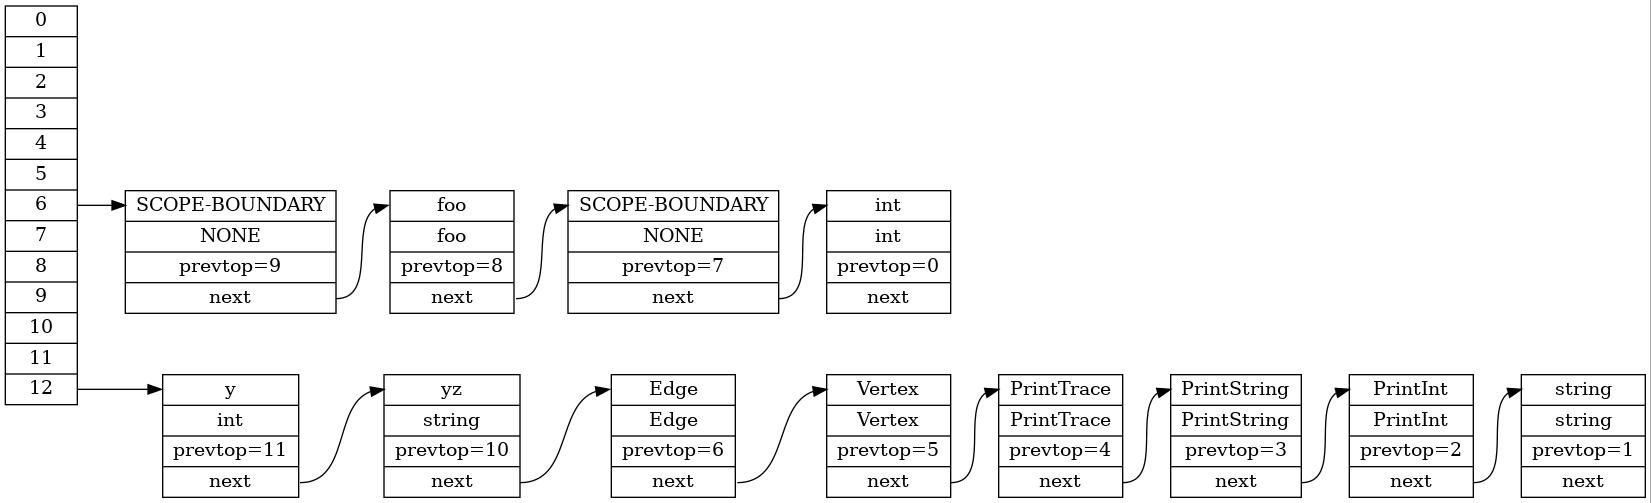 0
1
2
3
4
5
6
7
8
9
10
11
12
SCOPE-BOUNDARY
NONE
prevtop=9
next
foo
foo
prevtop=8
next
SCOPE-BOUNDARY
NONE
prevtop=7
next
int
int
prevtop=0
next
y
int
prevtop=11
next
yz
string
prevtop=10
next
Edge
Edge
prevtop=6
next
Vertex
Vertex
prevtop=5
next
PrintTrace
PrintTrace
prevtop=4
next
PrintString
PrintString
prevtop=3
next
PrintInt
PrintInt
prevtop=2
next
string
string
prevtop=1
next